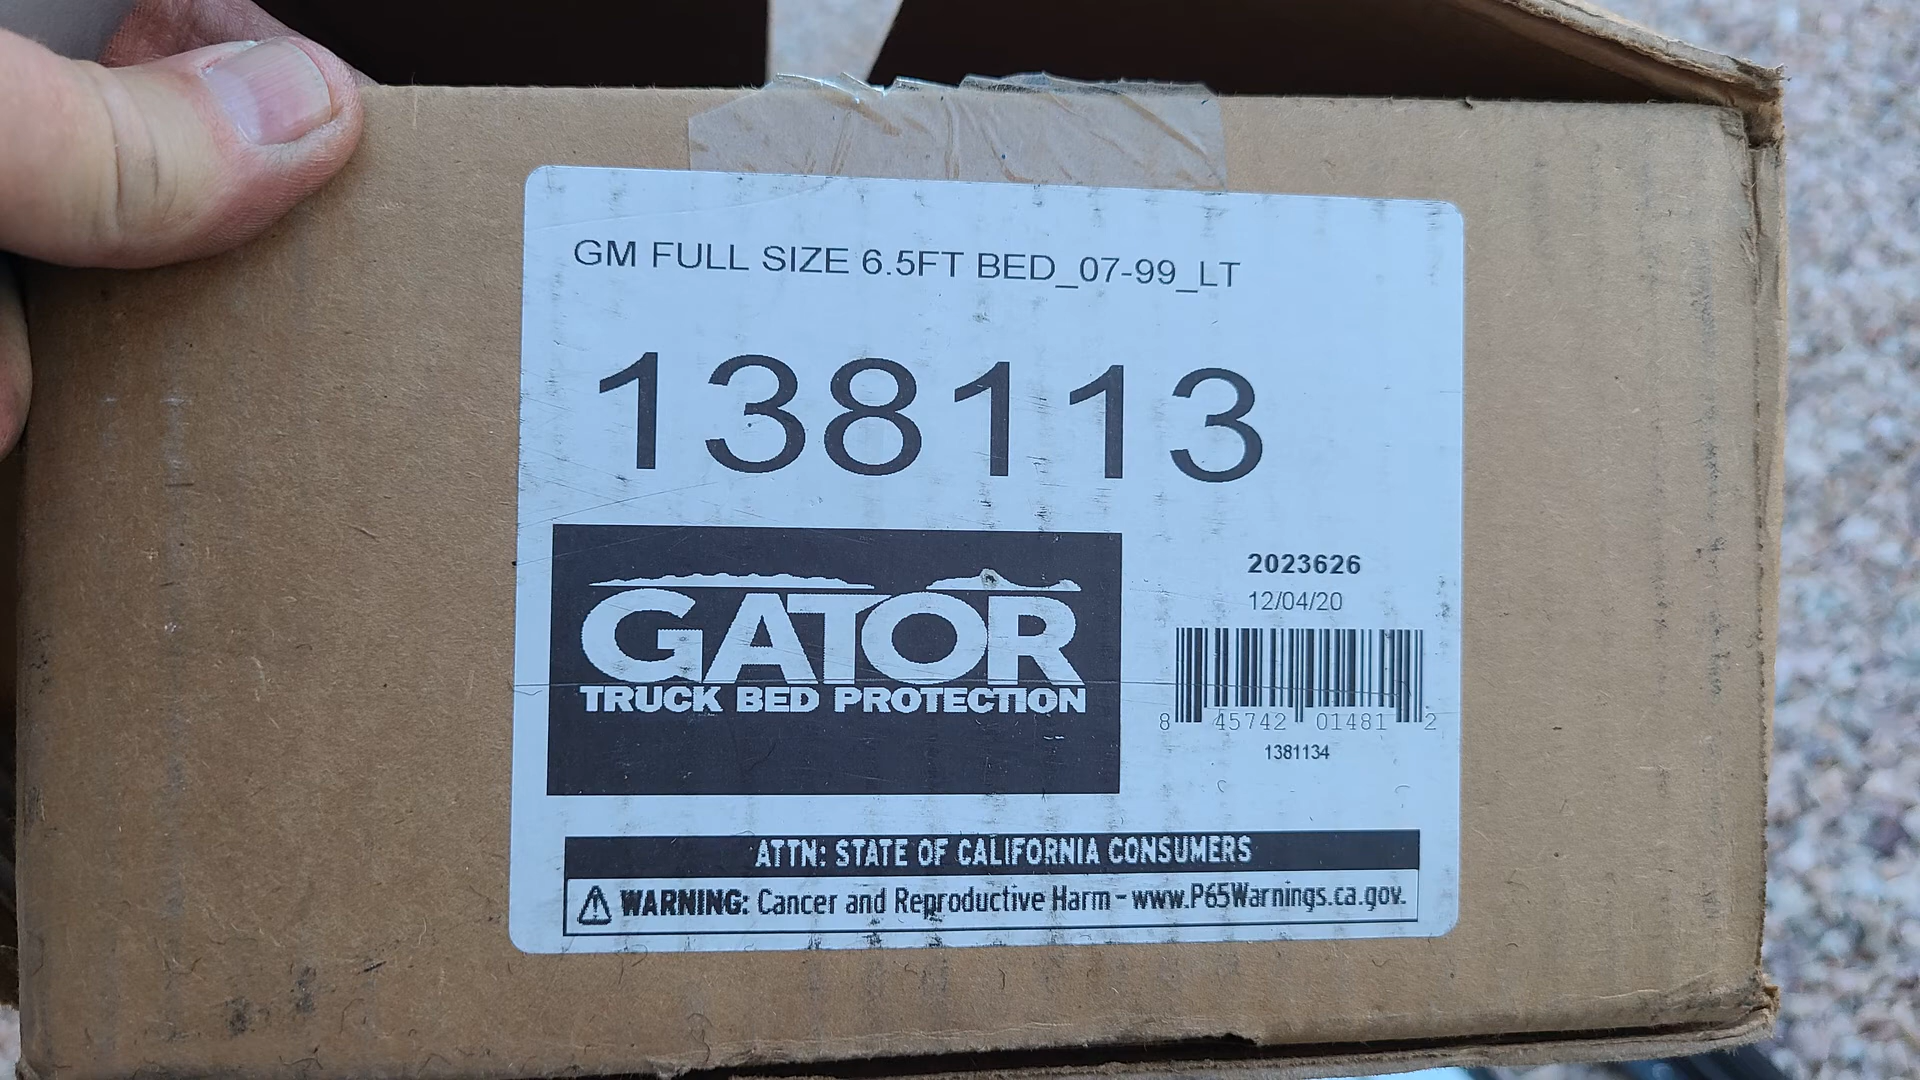 GM FULL SIZE 6.5FT BED_07-99_LT
138113
GATOR
TRUCK BED PROTECTION
2023626
12/04/20
8 45742 01481 2
1381134
ATTN: STATE OF CALIFORNIA CONSUMERS
WARNING: Cancer and Reproductive Harm - www.P65Warnings.ca.gov.